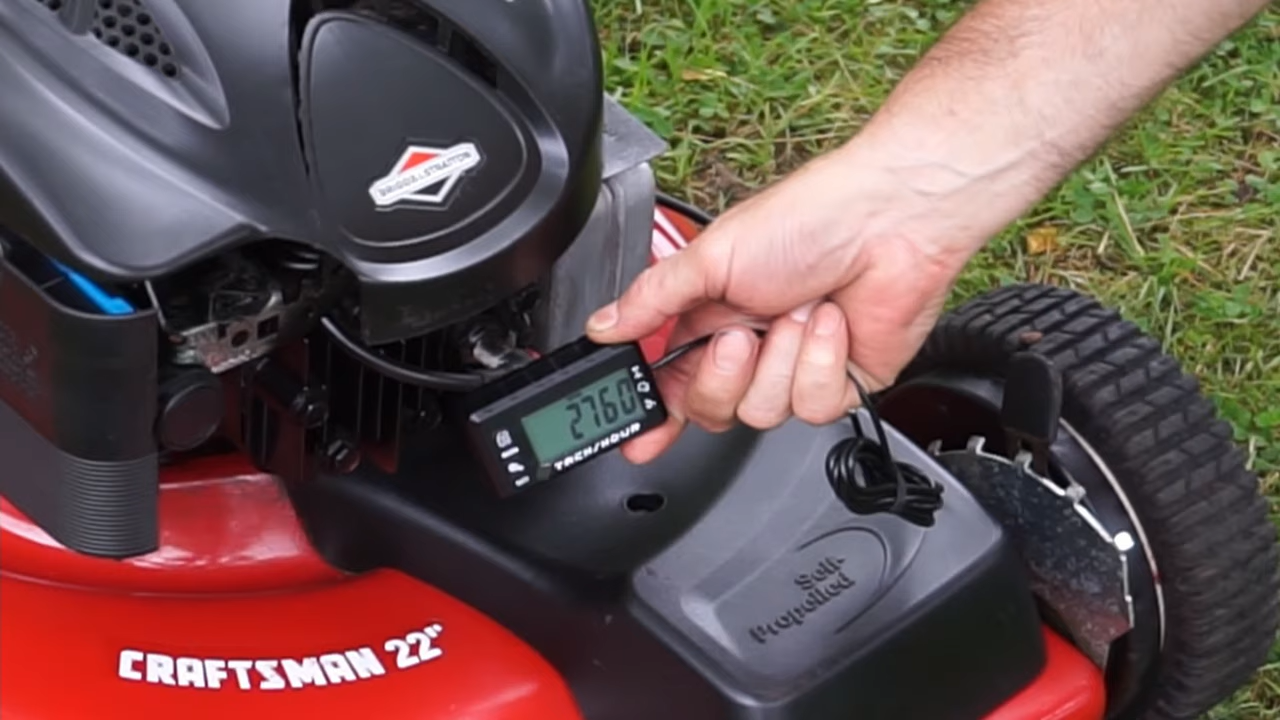 BRIGGS&STRATTON
2760
TACH/HOUR
Self
Propelled
CRAFTSMAN 22"